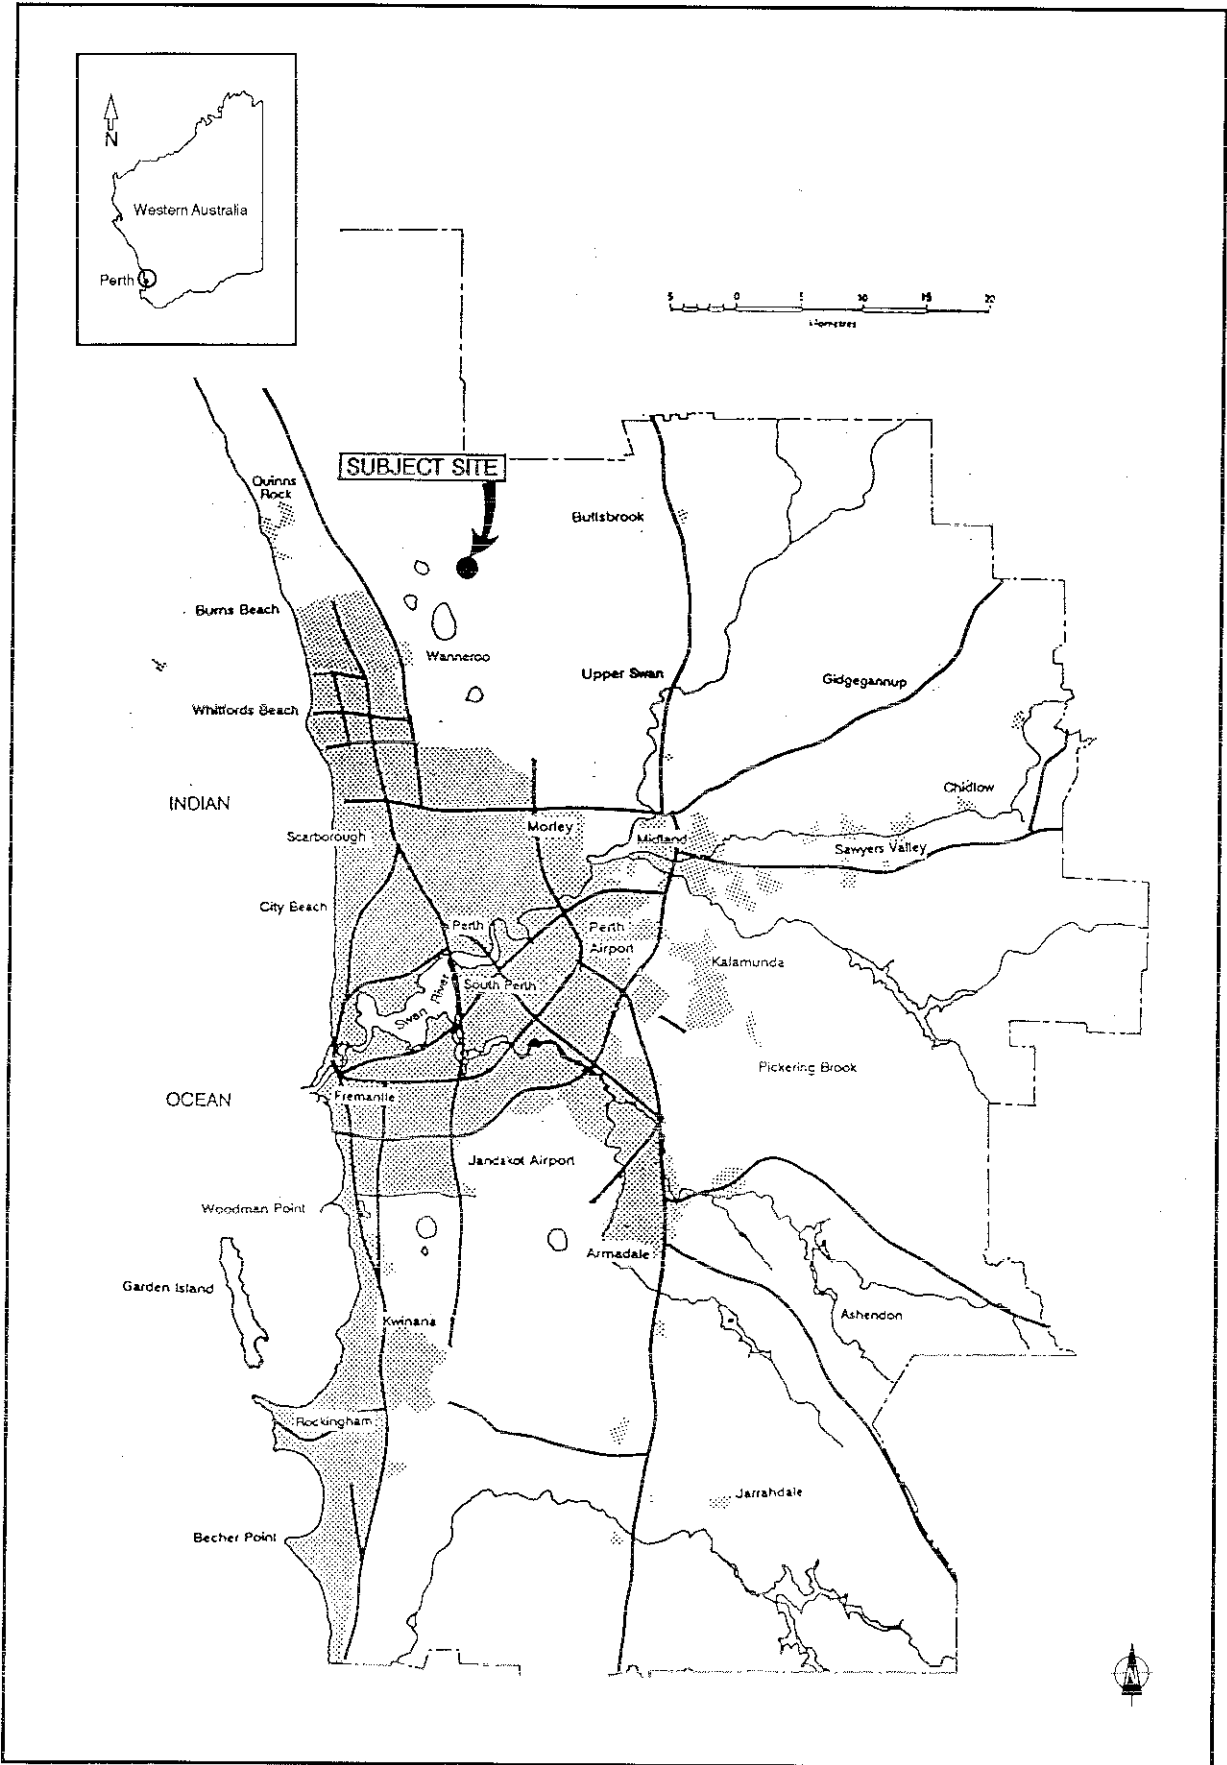 N
Western Australia
Perth
5 0 5 10 15 20
kilometres
SUBJECT SITE
Quinns
Rock
Bullsbrook
Burns Beach
Wanneroo
Upper Swan
Gidgegannup
Whitfords Beach
Chidlow
INDIAN
Scarborough
Morley
Midland
Sawyers Valley
City Beach
Perth
Perth
Airport
Kalamunda
South Perth
Swan River
Pickering Brook
Fremantle
OCEAN
Jandakot Airport
Woodman Point
Armadale
Garden Island
Ashendon
Kwinana
Rockingham
Jarrahdale
Becher Point
N